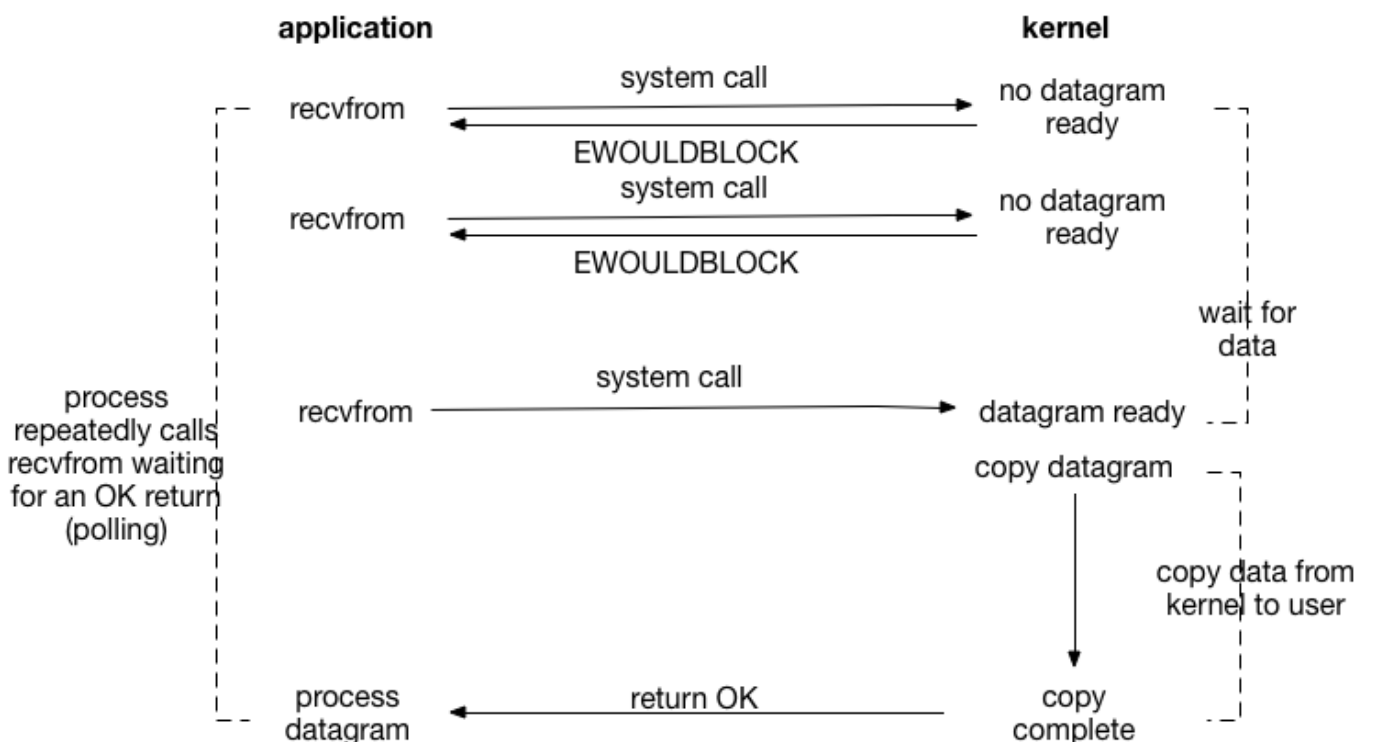 application
kernel
system call
recvfrom
no datagram
ready
EWOULDBLOCK
system call
recvfrom
no datagram
ready
EWOULDBLOCK
wait for
data
system call
recvfrom
datagram ready
process
repeatedly calls
recvfrom waiting
for an OK return
(polling)
copy datagram
copy data from
kernel to user
process
datagram
return OK
copy
complete